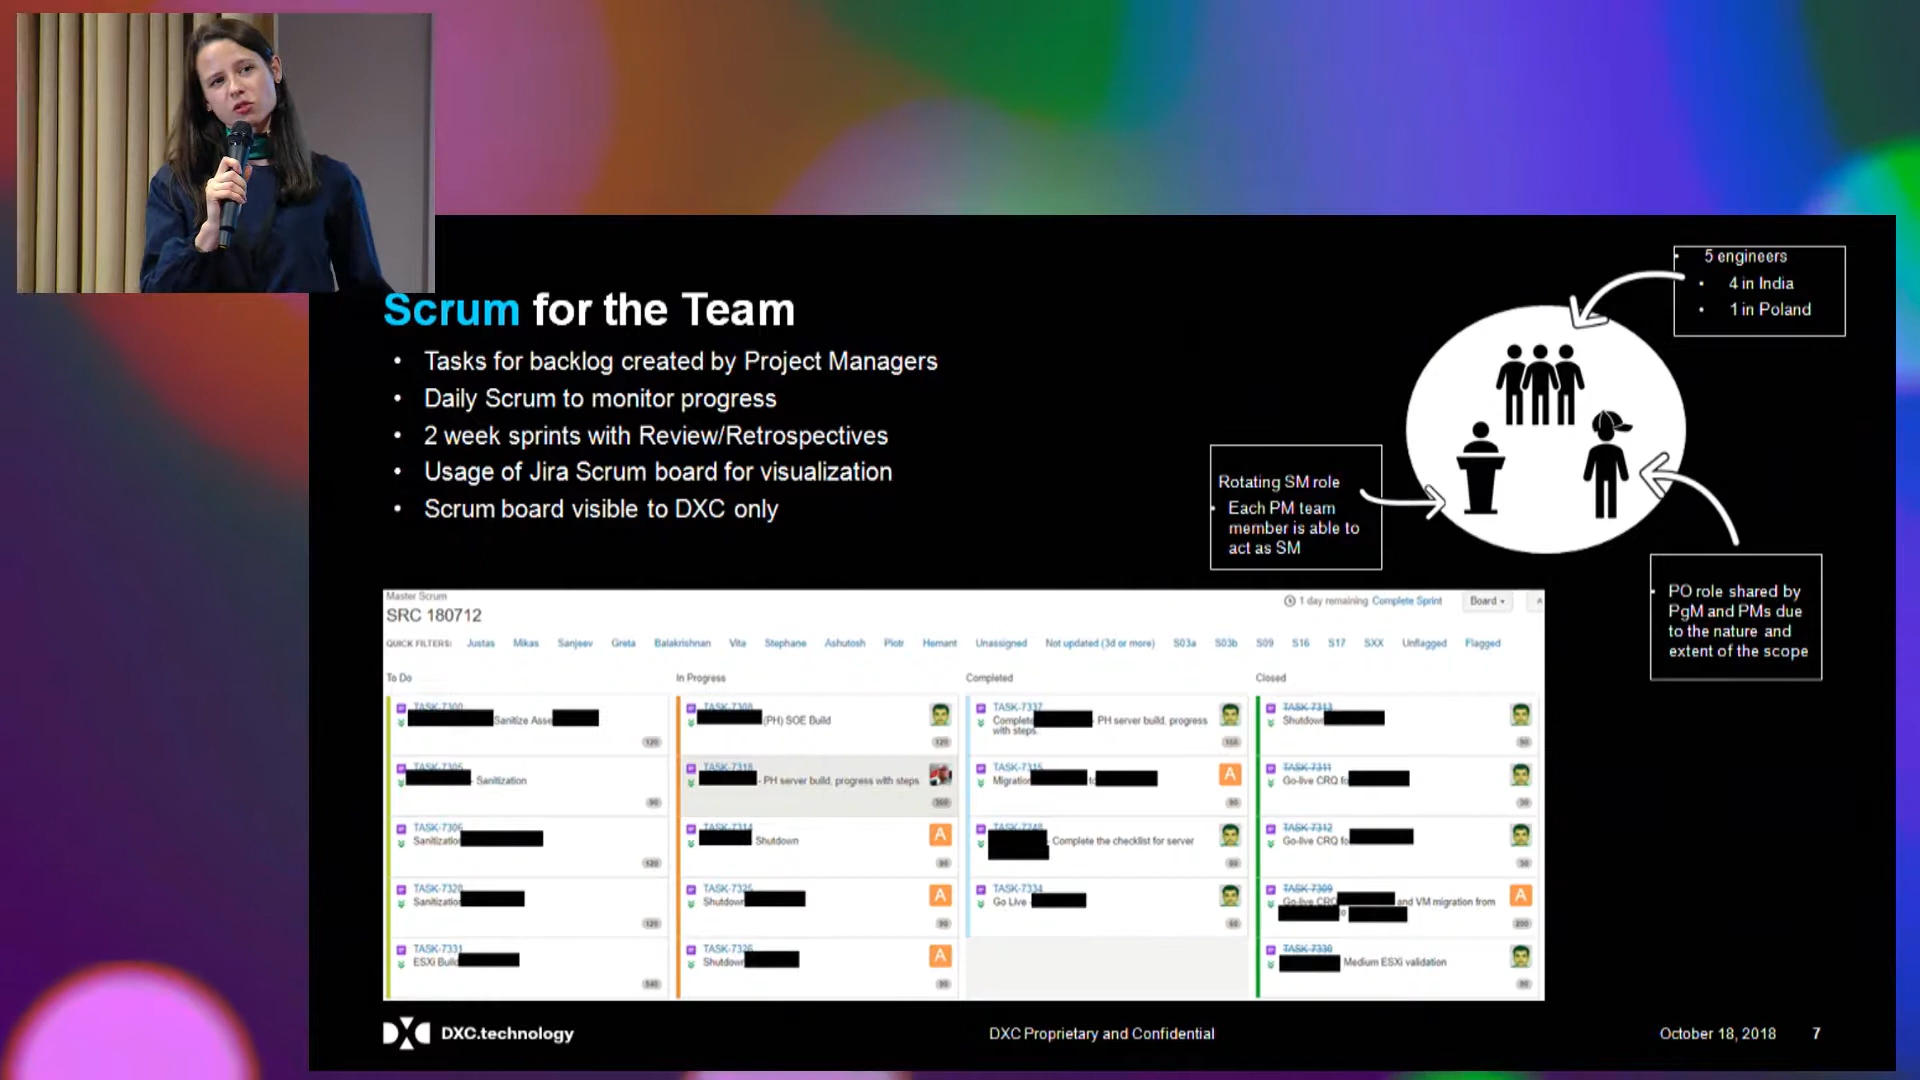 Scrum for the Team
• Tasks for backlog created by Project Managers
• Daily Scrum to monitor progress
• 2 week sprints with Review/Retrospectives
• Usage of Jira Scrum board for visualization
• Scrum board visible to DXC only
• 5 engineers
• 4 in India
• 1 in Poland
Rotating SM role
• Each PM team
member is able to
act as SM
• PO role shared by
PgM and PMs due
to the nature and
extent of the scope
Master Scrum
SRC 180712
1 day remaining Complete Sprint Board
QUICK FILTERS: Justas Mikas Sanjeev Greta Balakrishnan Vita Stephane Ashutosh Piotr Hemant Unassigned Not updated (3d or more) S03a S03b S09 S16 S17 SXX Unflagged Flagged
To Do
TASK-7300
Sanitize Asse
120
TASK-7305
- Sanitization
90
TASK-7306
Sanitization
120
TASK-7320
Sanitization
120
TASK-7331
ESXi Build
540
In Progress
TASK-7308
(PH) SOE Build
120
TASK-7318
- PH server build, progress with steps
360
TASK-7314
Shutdown
A
90
TASK-7325
Shutdown
A
90
TASK-7326
Shutdown
A
90
Completed
TASK-7337
Complete - PH server build, progress
with steps
TASK-7315
Migration
A
90
Complete the checklist for server
60
TASK-7334
Go Live -
60
Closed
TASK-7313
Shutdown
90
TASK-7311
Go-live CRQ fo
30
TASK-7312
Go-live CRQ fo
30
TASK-7309
Go-live CRQ and VM migration from
A
200
TASK-7330
Medium ESXi validation
DXC.technology
DXC Proprietary and Confidential
October 18, 2018 7